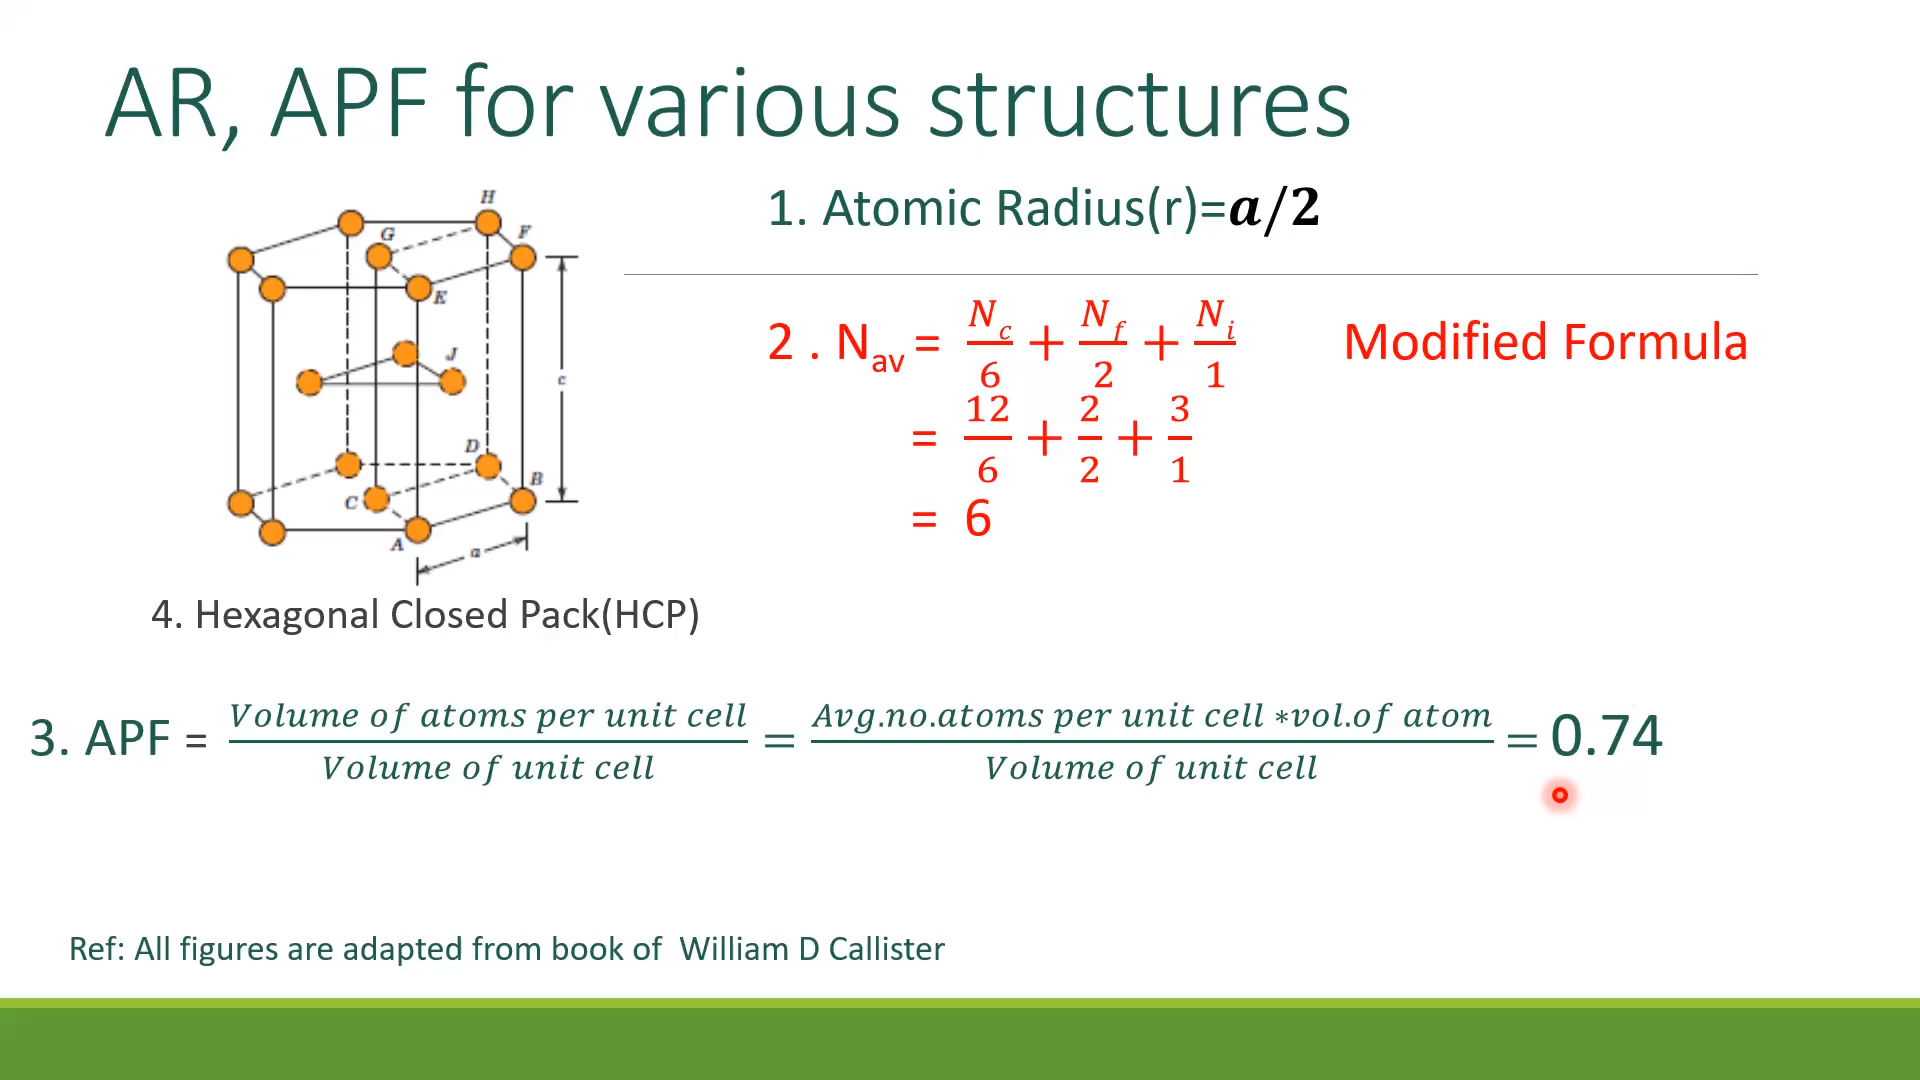 AR, APF for various structures
H
G
F
E
J
c
D
B
C
A
a
4. Hexagonal Closed Pack(HCP)
1. Atomic Radius(r)=a/2
2 . Nav = Nc/6 + Nf/2 + Ni/1 Modified Formula
= 12/6 + 2/2 + 3/1
= 6
3. APF = Volume of atoms per unit cell/Volume of unit cell = Avg.no.atoms per unit cell *vol.of atom/Volume of unit cell = 0.74
Ref: All figures are adapted from book of William D Callister